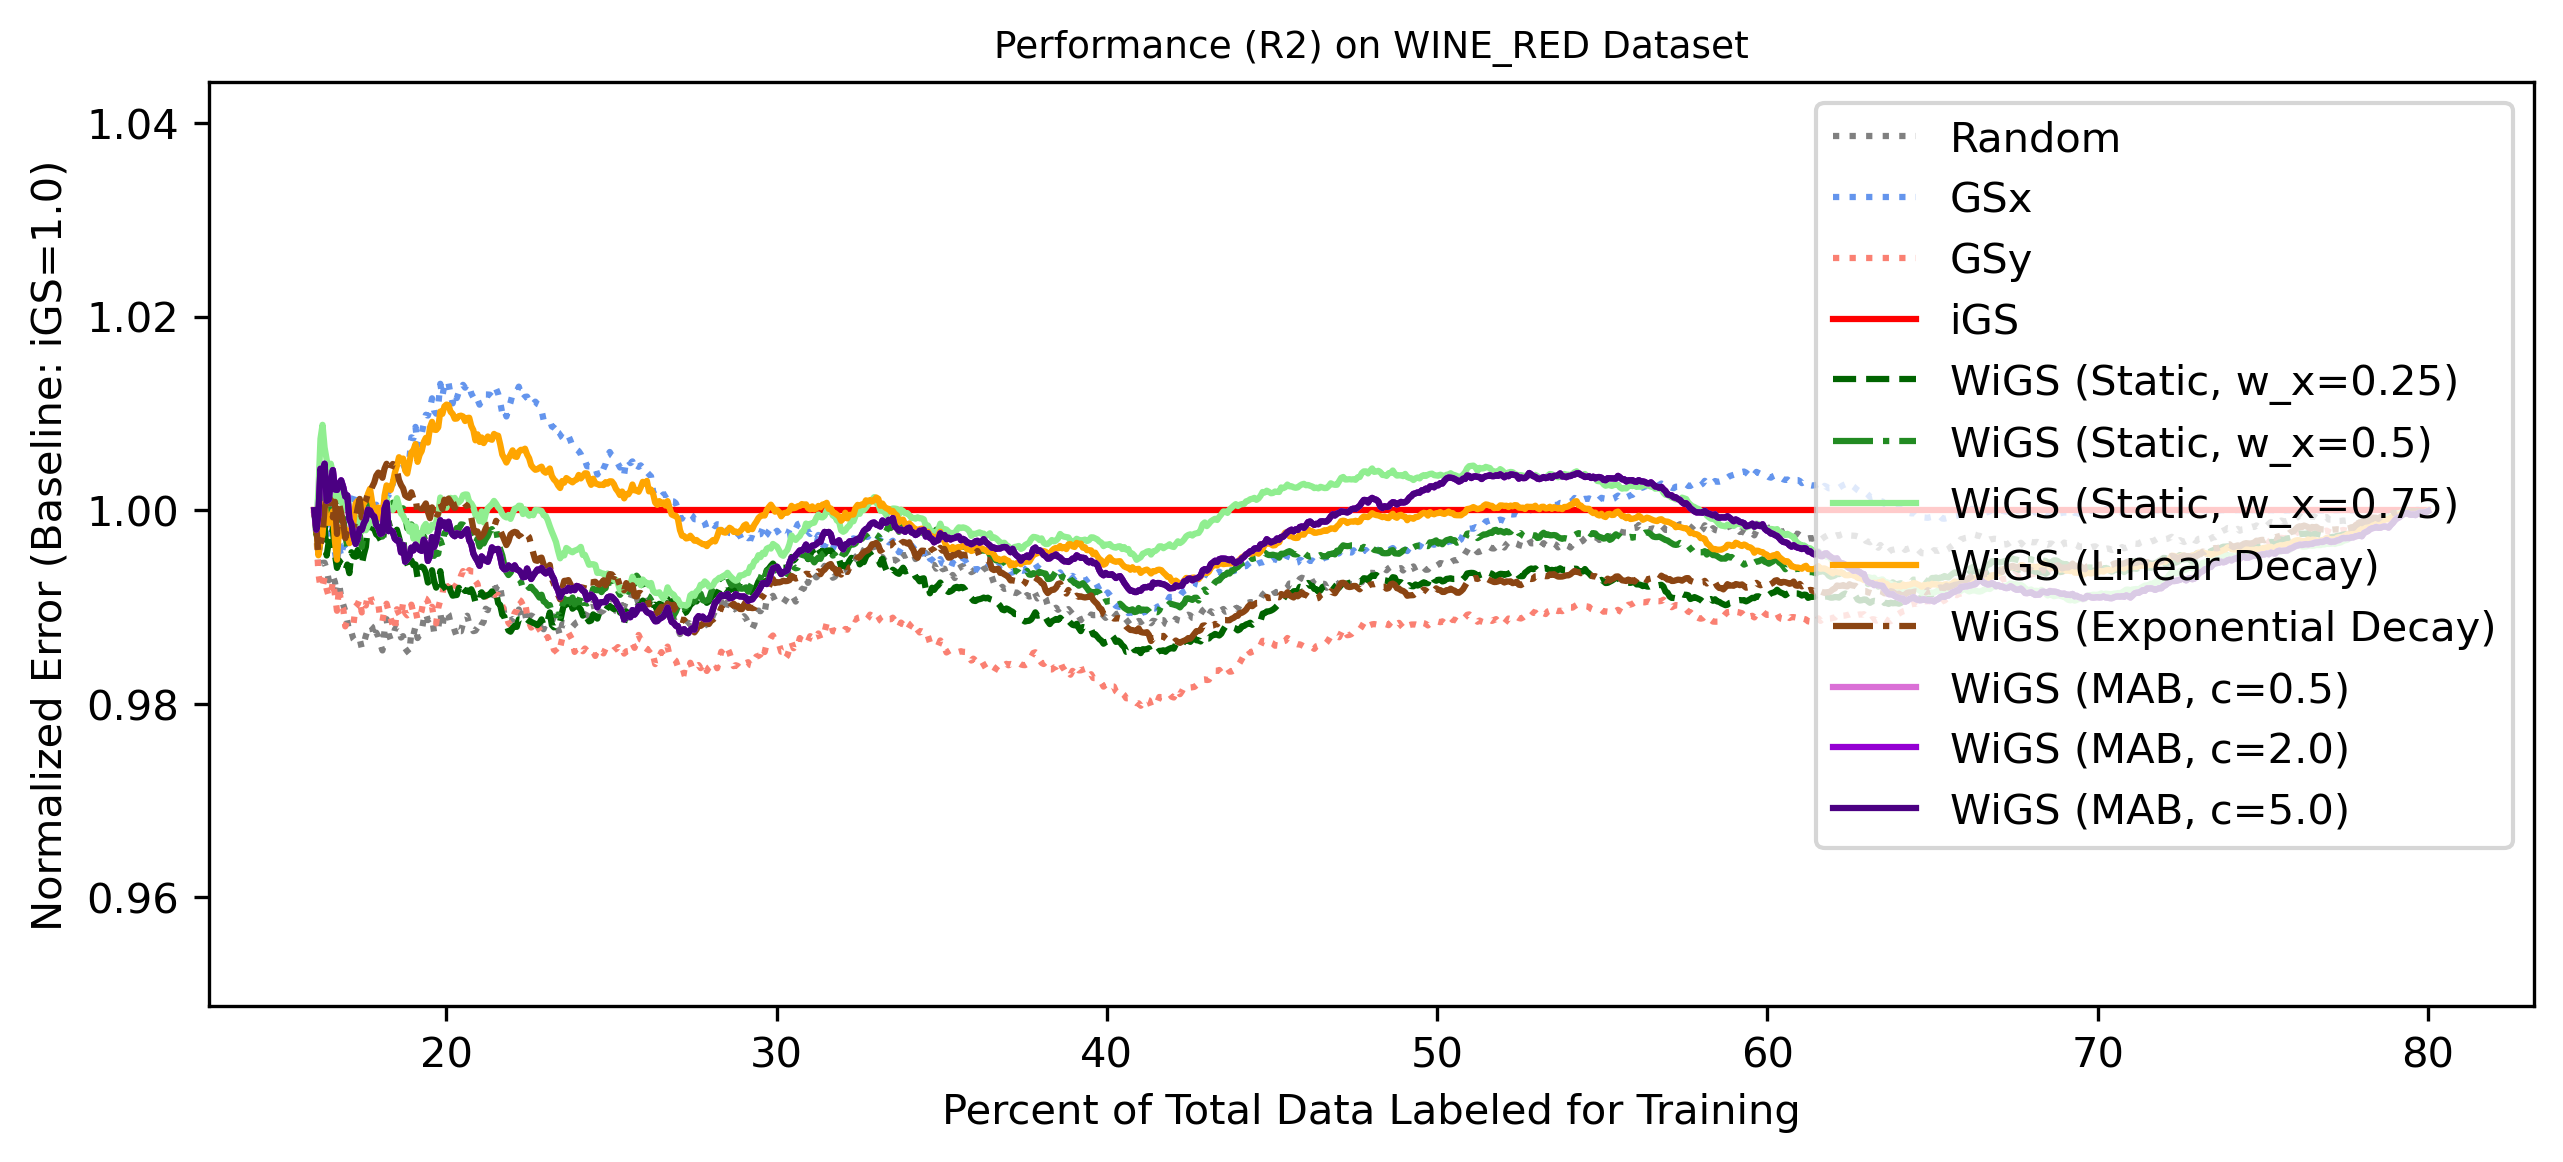 Performance (R2) on WINE_RED Dataset
Normalized Error (Baseline: iGS=1.0)
1.04
1.02
1.00
0.98
0.96
20 30 40 50 60 70 80
Percent of Total Data Labeled for Training
Random
GSx
GSy
iGS
WiGS (Static, w_x=0.25)
WiGS (Static, w_x=0.5)
WiGS (Static, w_x=0.75)
WiGS (Linear Decay)
WiGS (Exponential Decay)
WiGS (MAB, c=0.5)
WiGS (MAB, c=2.0)
WiGS (MAB, c=5.0)